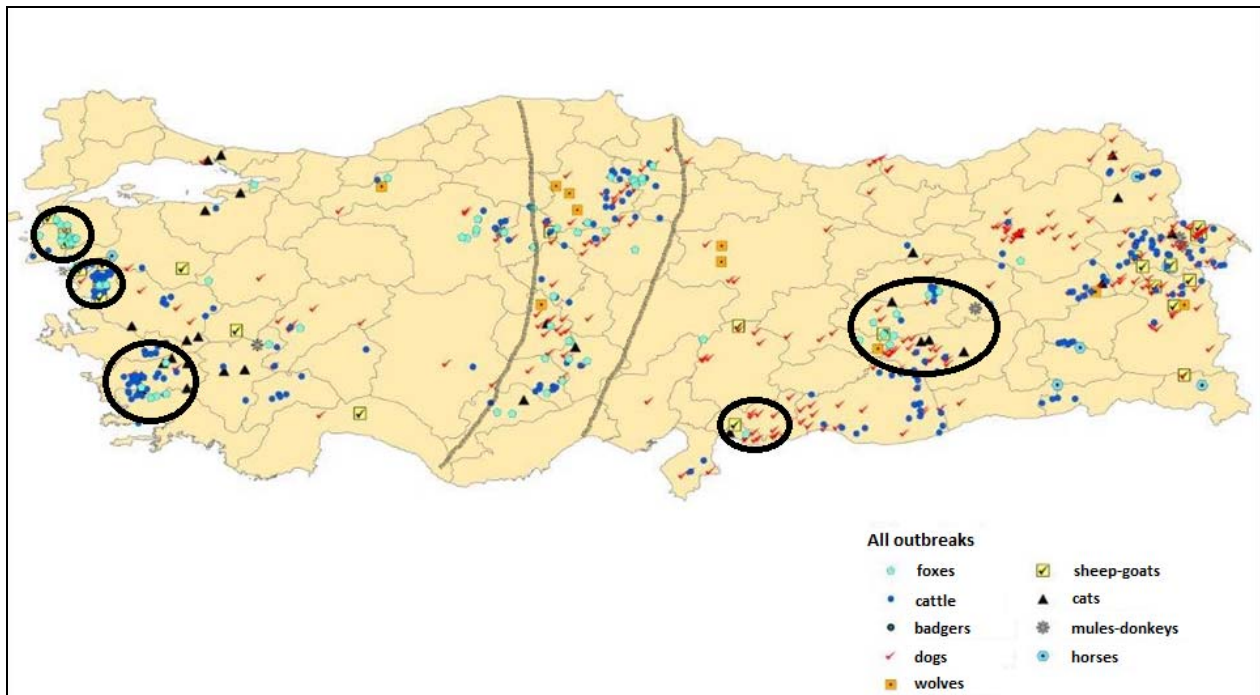 All outbreaks
foxes
cattle
badgers
dogs
wolves
sheep-goats
cats
mules-donkeys
horses